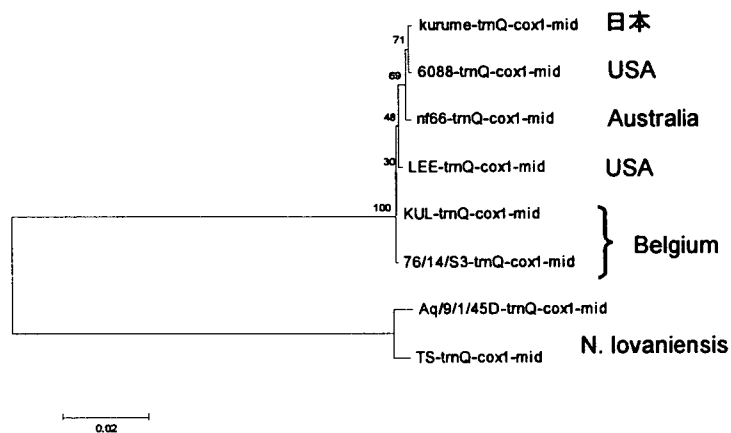 kurume-trnQ-cox1-mid 日本
71
6088-trnQ-cox1-mid USA
69
nf66-trnQ-cox1-mid Australia
48
LEE-trnQ-cox1-mid USA
30
KUL-trnQ-cox1-mid
100
Belgium
76/14/S3-trnQ-cox1-mid
Aq/9/1/45D-trnQ-cox1-mid
N. lovaniensis
TS-trnQ-cox1-mid
0.02